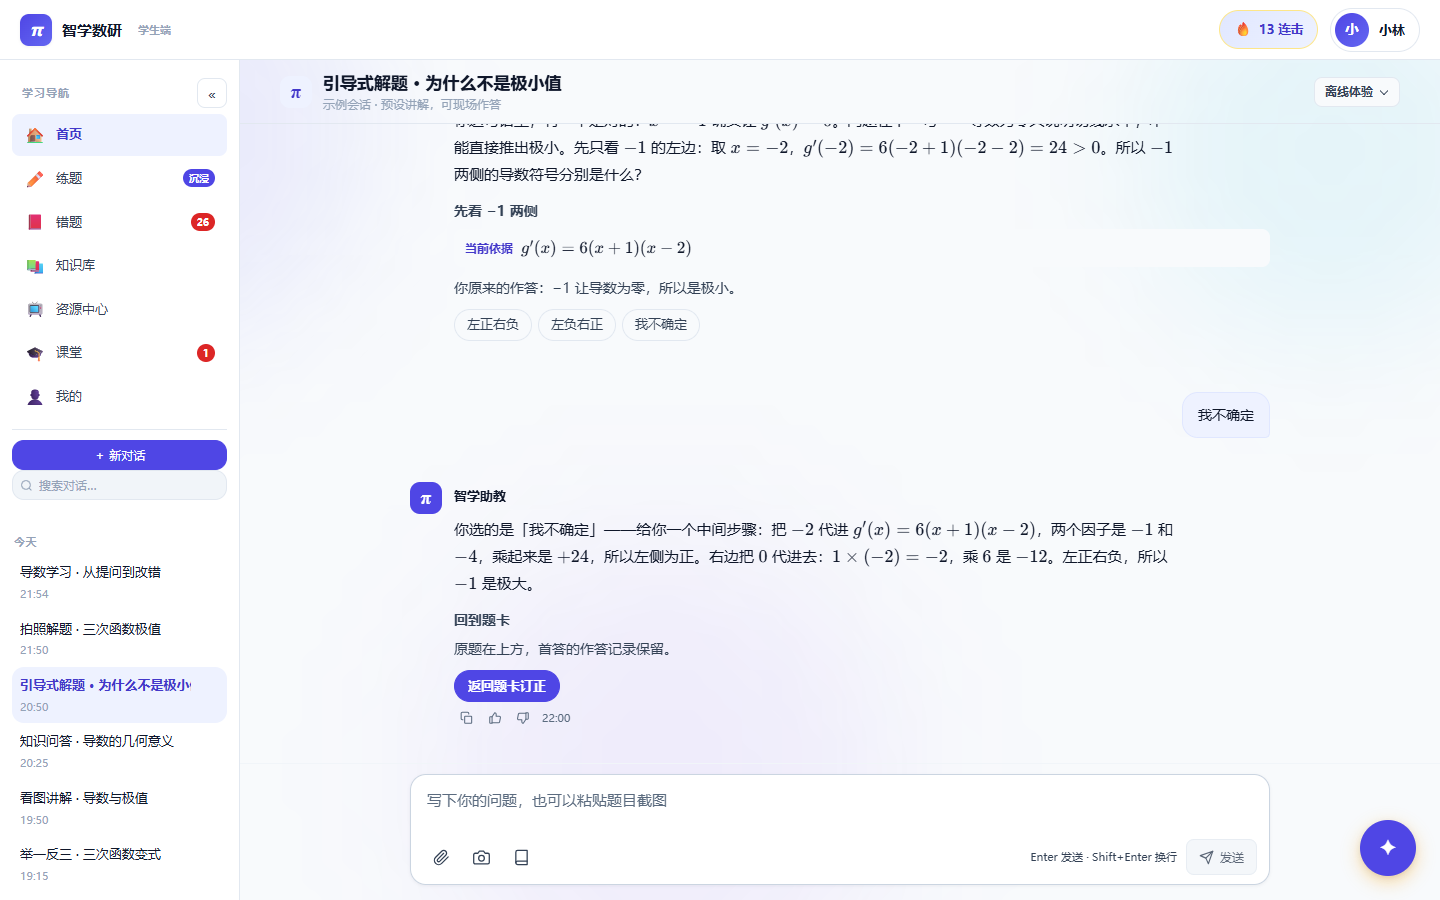 π 智学数研 学生端
13 连击
小 小林
学习导航
«
首页
练题 沉浸
错题 26
知识库
资源中心
课堂 1
我的
+ 新对话
搜索对话...
今天
导数学习 · 从提问到改错
21:54
拍照解题 · 三次函数极值
21:50
引导式解题 • 为什么不是极小
20:50
知识问答 · 导数的几何意义
20:25
看图讲解 · 导数与极值
19:50
举一反三 · 三次函数变式
19:15
π 引导式解题 • 为什么不是极小值
示例会话 · 预设讲解，可现场作答
离线体验
能直接推出极小。先只看 −1 的左边：取 x = −2，g′(−2) = 6(−2 + 1)(−2 − 2) = 24 > 0。所以 −1
两侧的导数符号分别是什么？
先看 −1 两侧
当前依据 g′(x) = 6(x + 1)(x − 2)
你原来的作答：−1 让导数为零，所以是极小。
左正右负 左负右正 我不确定
我不确定
π 智学助教
你选的是「我不确定」——给你一个中间步骤：把 −2 代进 g′(x) = 6(x + 1)(x − 2)，两个因子是 −1 和
−4，乘起来是 +24，所以左侧为正。右边把 0 代进去：1 × (−2) = −2，乘 6 是 −12。左正右负，所以
−1 是极大。
回到题卡
原题在上方，首答的作答记录保留。
返回题卡订正
22:00
写下你的问题，也可以粘贴题目截图
Enter 发送 · Shift+Enter 换行 发送